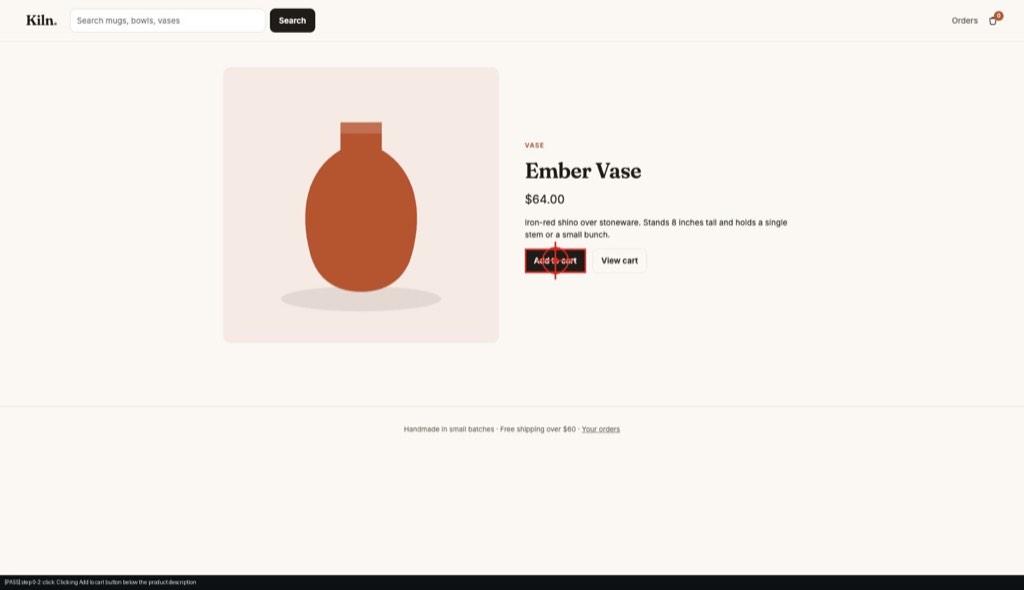 Kiln.
Search mugs, bowls, vases
Search
Orders
0
VASE
Ember Vase
$64.00
Iron-red shino over stoneware. Stands 8 inches tall and holds a single
stem or a small bunch.
Add to cart
View cart
Handmade in small batches · Free shipping over $60 · Your orders
[PASS] step 0-2: click: Clicking Add to cart button below the product description